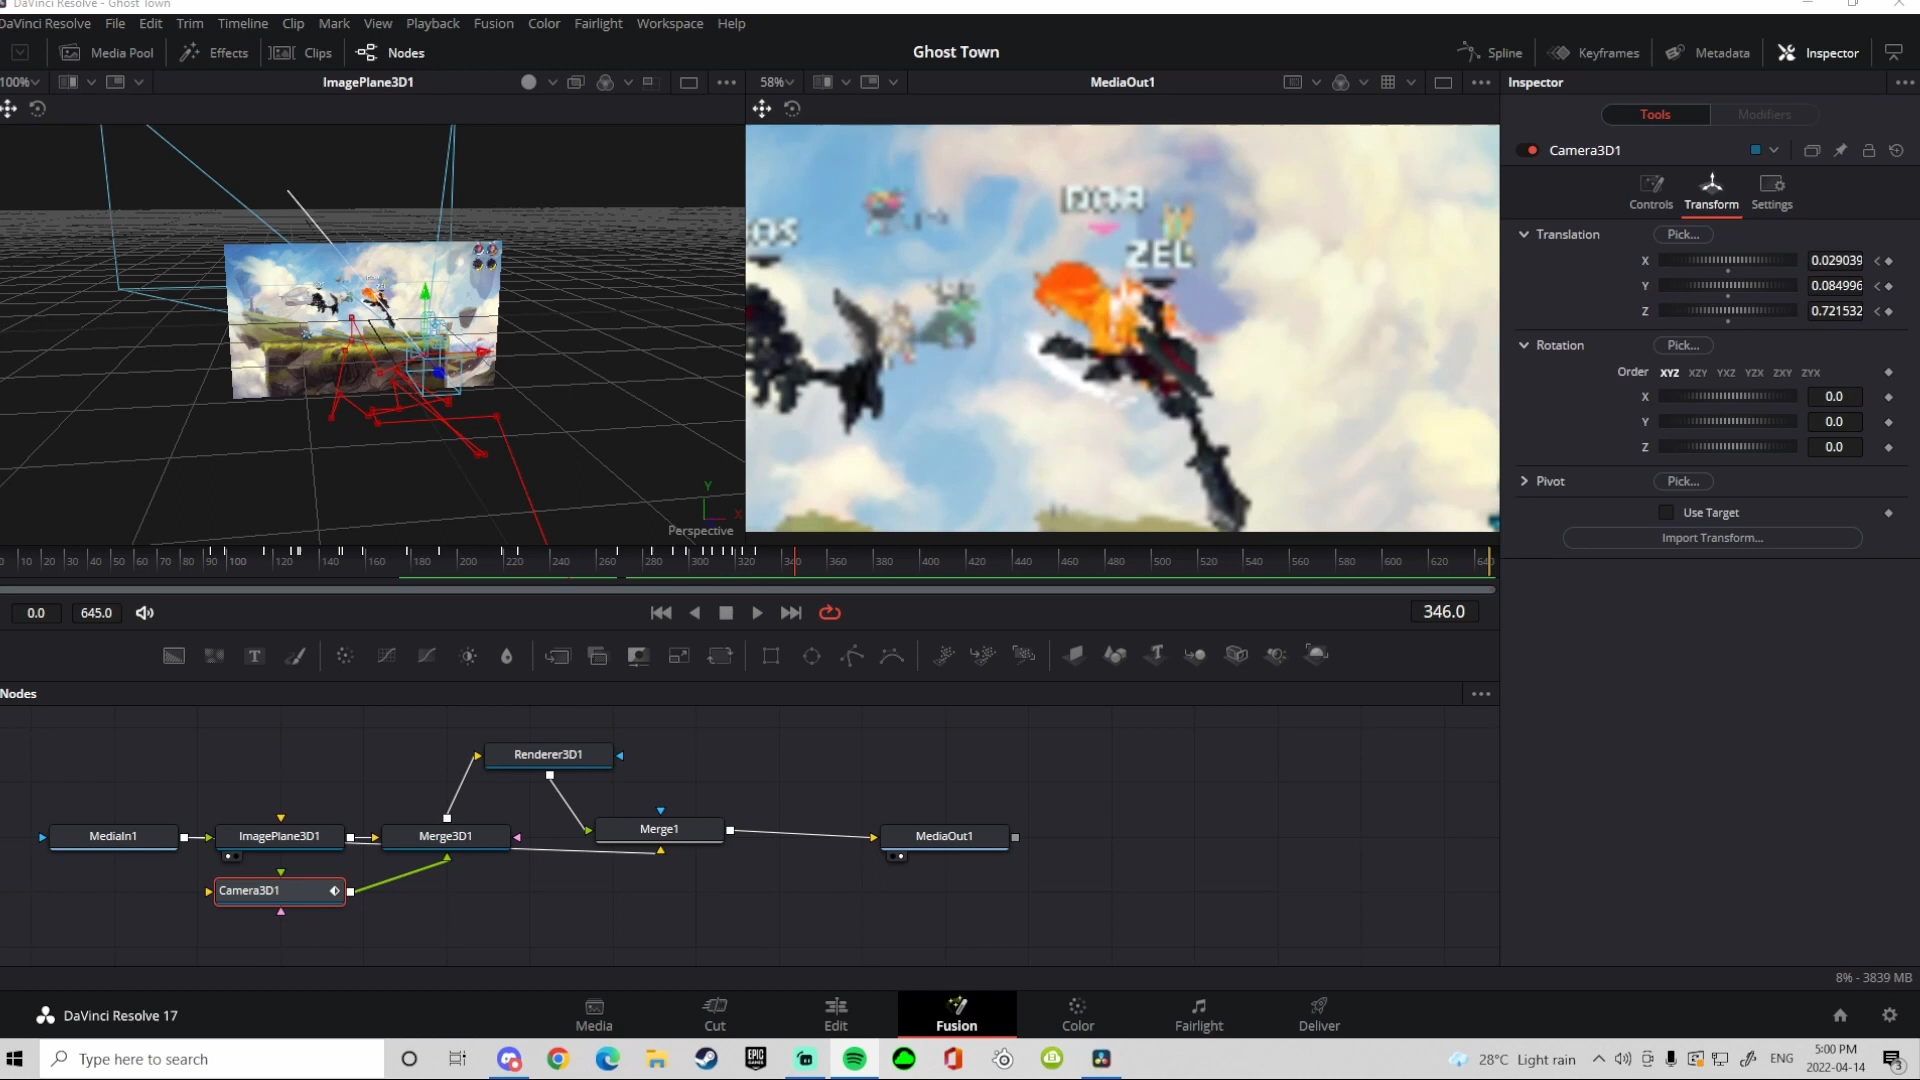 DaVinci Resolve - Ghost Town
DaVinci Resolve File Edit Trim Timeline Clip Mark View Playback Fusion Color Fairlight Workspace Help
Media Pool Effects Clips Nodes Ghost Town Spline Keyframes Metadata Inspector
100% ImagePlane3D1 58% MediaOut1 Inspector
Tools Modifiers
Camera3D1
Controls Transform Settings
Translation Pick...
X 0.029039
Y 0.084996
Z 0.721532
Rotation Pick...
Order XYZ XZY YXZ YZX ZXY ZYX
X 0.0
Y 0.0
Z 0.0
Pivot Pick...
Use Target
Import Transform...
ZEL
Y
X
Perspective
0 10 20 30 40 50 60 70 80 90 100 120 140 160 180 200 220 240 260 280 300 320 340 360 380 400 420 440 460 480 500 520 540 560 580 600 620 640
0.0 645.0 346.0
T T
Nodes
Renderer3D1
MediaIn1 ImagePlane3D1 Merge3D1 Merge1 MediaOut1
Camera3D1
8% - 3839 MB
DaVinci Resolve 17
Media Cut Edit Fusion Color Fairlight Deliver
Type here to search
EPIC GAMES
28°C Light rain ENG
5:00 PM
2022-04-14
3